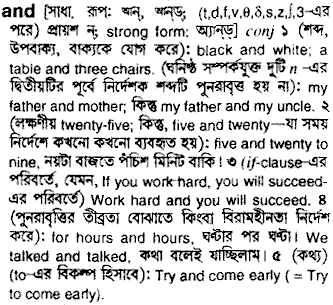 and [সাধা. রূপ: অন্, অন্ড্; (t,d,f,v,θ,δ,s,z,ʃ,3-এর
পরে) প্রায়শ ন্; strong form: অ্যান্ড্] conj ১ (শব্দ,
উপবাক্য, বাক্যকে যোগ করে): black and white; a
table and three chairs. (ঘনিষ্ঠ সম্পর্কযুক্ত দুটি n -এর
দ্বিতীয়টির পূর্বে নির্দেশক শব্দটি পুনরাবৃত্ত হয় না): my
father and mother; কিন্তু my father and my uncle. ২
(লক্ষণীয় twenty-five; কিন্তু, five and twenty—যা সময়
নির্দেশে কখনো কখনো ব্যবহৃত হয়): five and twenty to
nine, নয়টা বাজতে পঁচিশ মিনিট বাকি। ৩ (if-clause-এর
পরিবর্তে, যেমন, If you work hard, you will succeed-
এর পরিবর্তে) Work hard and you will succeed. ৪
(পুনরাবৃত্তির তীব্রতা বোঝাতে কিংবা বিরামহীনতা নির্দেশ
করে): for hours and hours, ঘণ্টার পর ঘণ্টা। We
talked and talked, কথা বলেই যাচ্ছিলাম। ৫ (কথ্য)
(to-এর বিকল্প হিসাবে): Try and come early ( = Try
to come early).